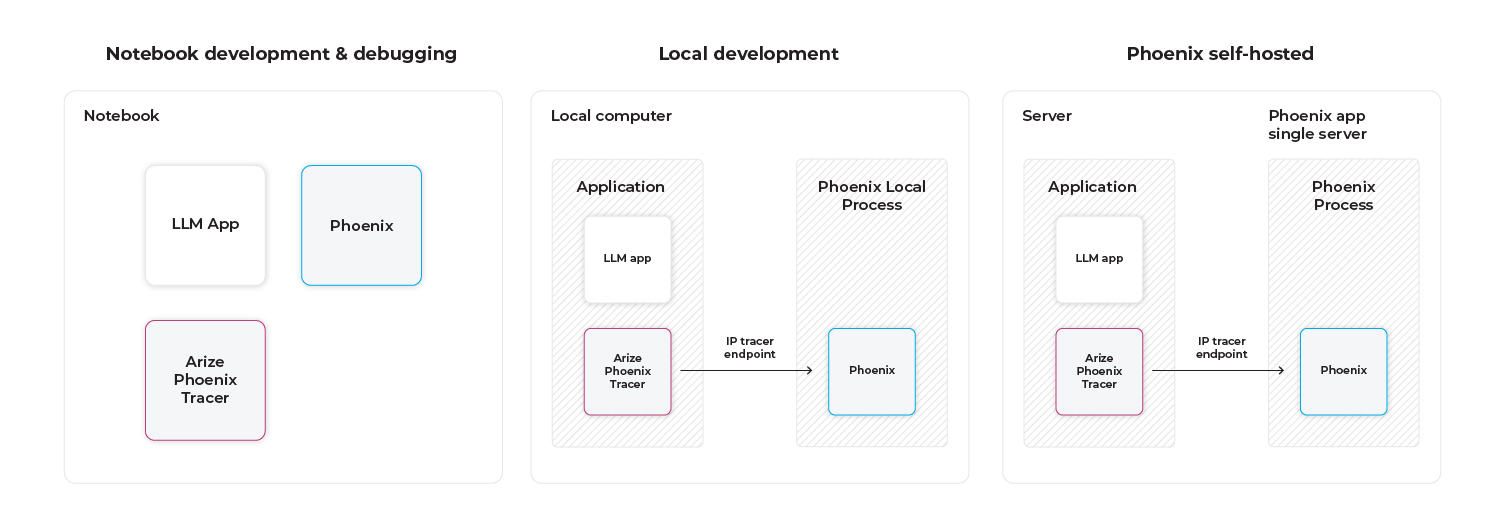 Notebook development & debugging
Notebook
LLM App
Phoenix
Arize
Phoenix
Tracer
Local development
Local computer
Application
LLM app
Arize
Phoenix
Tracer
IP tracer
endpoint
Phoenix Local
Process
Phoenix
Phoenix self-hosted
Server
Application
LLM app
Arize
Phoenix
Tracer
IP tracer
endpoint
Phoenix app
single server
Phoenix
Process
Phoenix